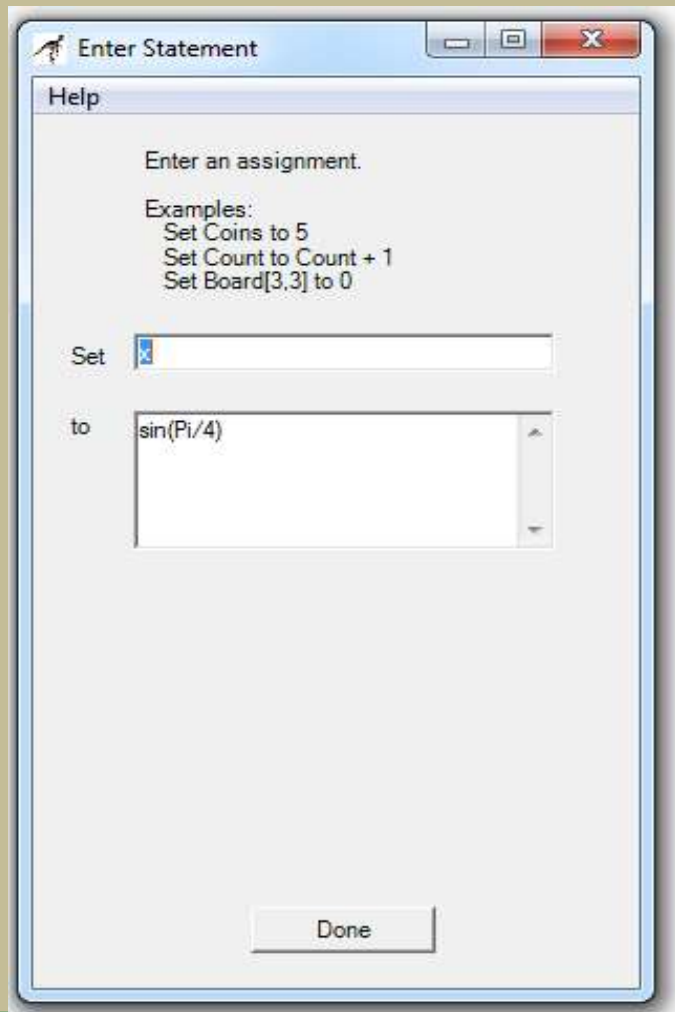 Enter Statement
Help
Enter an assignment.
Examples:
Set Coins to 5
Set Count to Count + 1
Set Board[3,3] to 0
Set x
to sin(Pi/4)
Done